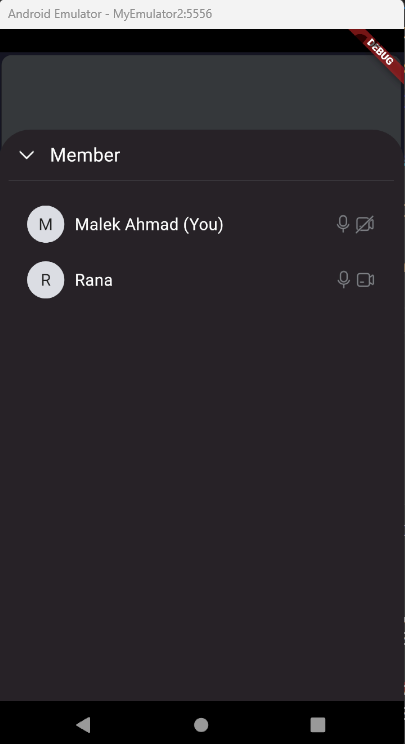 Android Emulator - MyEmulator2:5556
DEBUG
Member
M
Malek Ahmad (You)
R
Rana